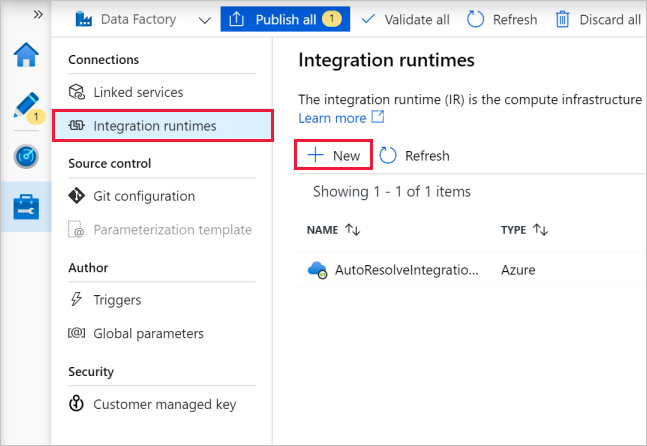 »
Data Factory
Publish all 1
Validate all
Refresh
Discard all
1
Connections
Linked services
Integration runtimes
Source control
Git configuration
Parameterization template
Author
Triggers
Global parameters
Security
Customer managed key
Integration runtimes
The integration runtime (IR) is the compute infrastructure
Learn more
New
Refresh
Showing 1 - 1 of 1 items
NAME
TYPE
AutoResolveIntegratio...
Azure